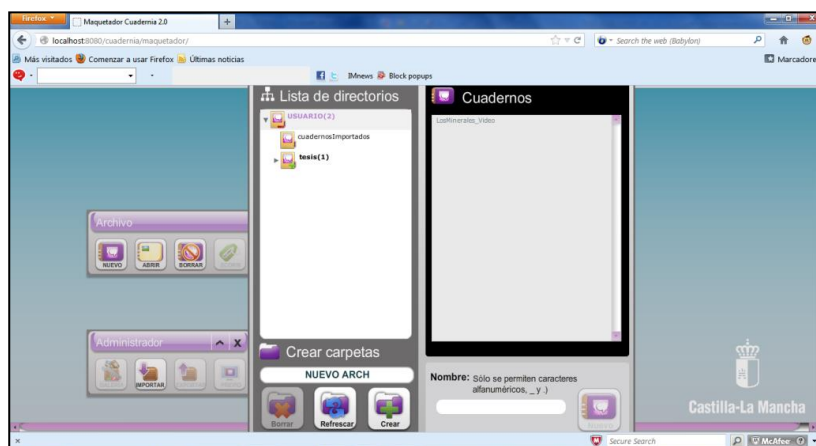 Firefox
Maquetador Cuadernia 2.0
localhost:8080/cuadernia/maquetador/
Search the web (Babylon)
Más visitados
Comenzar a usar Firefox
Últimas noticias
Marcadores
IMnews
Block popups
Lista de directorios
USUARIO(2)
cuadernosImportados
tesis(1)
Cuadernos
LosMinerales_Video
Archivo
NUEVO
ABRIR
BORRAR
Administrador
X
IMPORTAR
Crear carpetas
NUEVO ARCH
Borrar
Refrescar
Crear
Nombre: Sólo se permiten caracteres
alfanuméricos, _ y .)
Castilla-La Mancha
x
Secure Search
McAfee